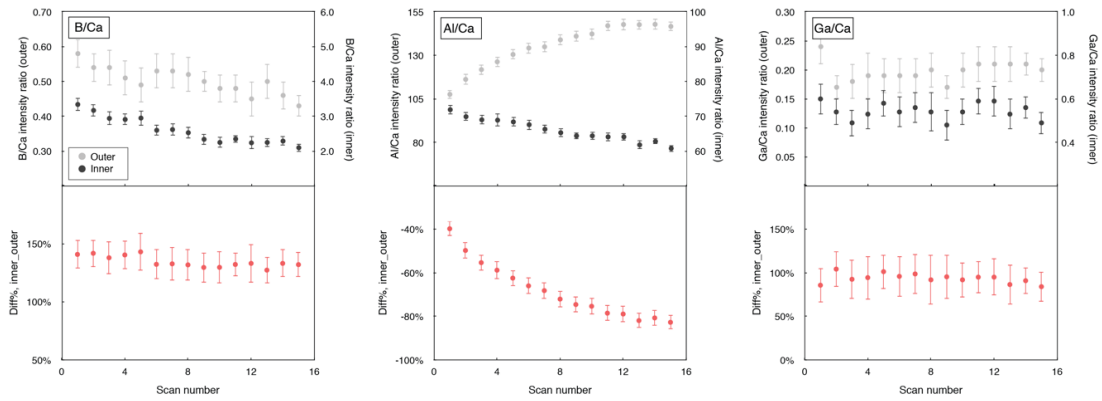 B/Ca
0.70
0.60
0.50
0.40
0.30
B/Ca intensity ratio (outer)
6.0
5.0
4.0
3.0
2.0
B/Ca intensity ratio (inner)
Outer
Inner
150%
100%
50%
Diff%, inner_outer
0 4 8 12 16
Scan number
Al/Ca
155
130
105
80
Al/Ca intensity ratio (outer)
100
90
80
70
60
Al/Ca intensity ratio (inner)
-40%
-60%
-80%
-100%
Diff%, inner_outer
0 4 8 12 16
Scan number
Ga/Ca
0.30
0.25
0.20
0.15
0.10
0.05
Ga/Ca intensity ratio (outer)
1.0
0.8
0.6
0.4
Ga/Ca intensity ratio (inner)
150%
100%
50%
0%
Diff%, inner_outer
0 4 8 12 16
Scan number